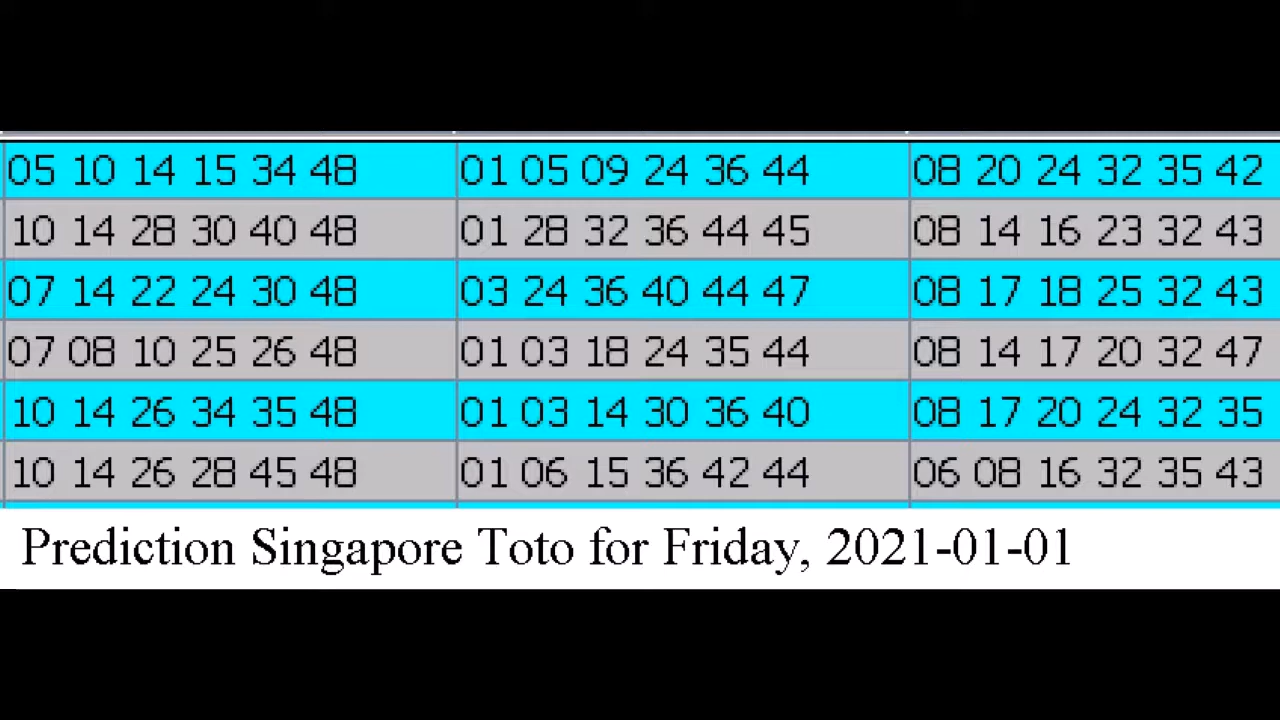 05 10 14 15 34 48 01 05 09 24 36 44 08 20 24 32 35 42
10 14 28 30 40 48 01 28 32 36 44 45 08 14 16 23 32 43
07 14 22 24 30 48 03 24 36 40 44 47 08 17 18 25 32 43
07 08 10 25 26 48 01 03 18 24 35 44 08 14 17 20 32 47
10 14 26 34 35 48 01 03 14 30 36 40 08 17 20 24 32 35
10 14 26 28 45 48 01 06 15 36 42 44 06 08 16 32 35 43
Prediction Singapore Toto for Friday, 2021-01-01